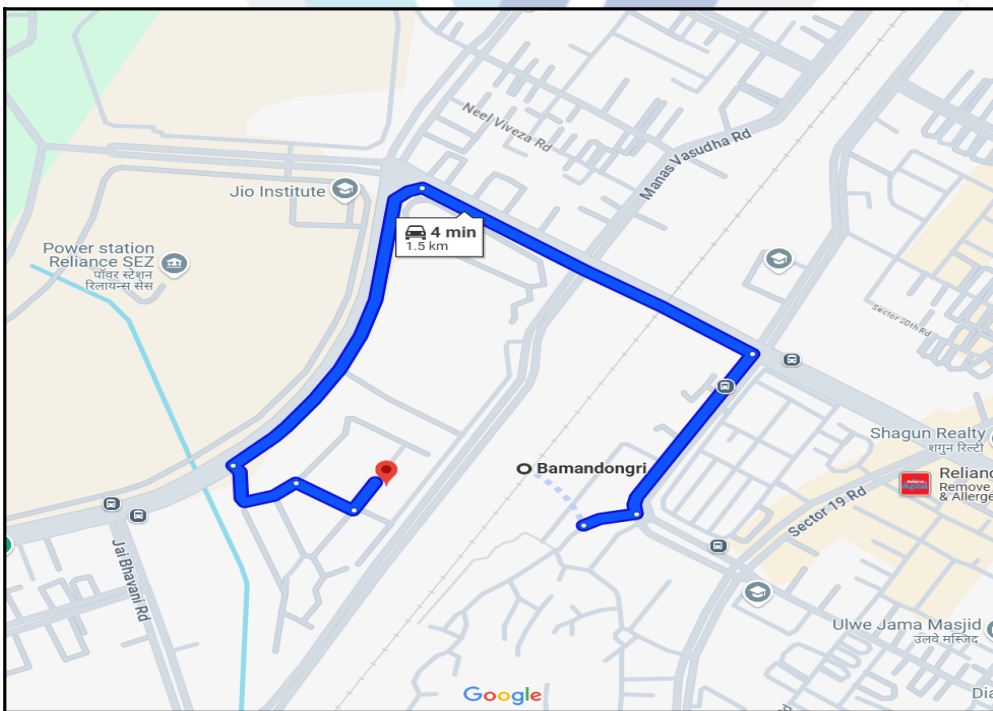 Neel Viveza Rd
Manas Vasudha Rd
Jio Institute
4 min
1.5 km
Power station
Reliance SEZ
पॉवर स्टेशन
रिलायन्स सेस
Sector 20th Rd
Shagun Realty
शगुन रिल्टी
Bamandongri
Reliance
digital
Relianc
Remove
& Allerge
Sector 19 Rd
Jai Bhavani Rd
Ulwe Jama Masjid
उलवे मस्जिद
Google
Dia